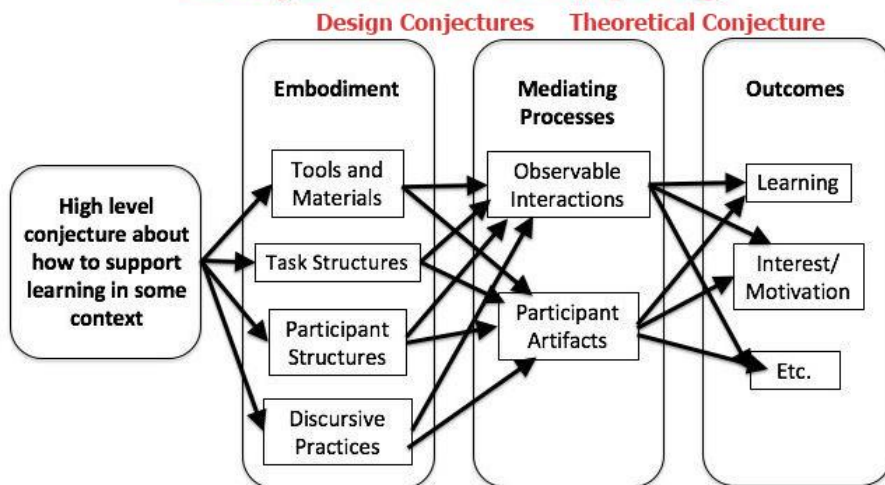 Design Conjectures
Theoretical Conjecture
Embodiment
Mediating
Processes
Outcomes
High level
conjecture about
how to support
learning in some
context
Tools and
Materials
Task Structures
Participant
Structures
Discursive
Practices
Observable
Interactions
Participant
Artifacts
Learning
Interest/
Motivation
Etc.